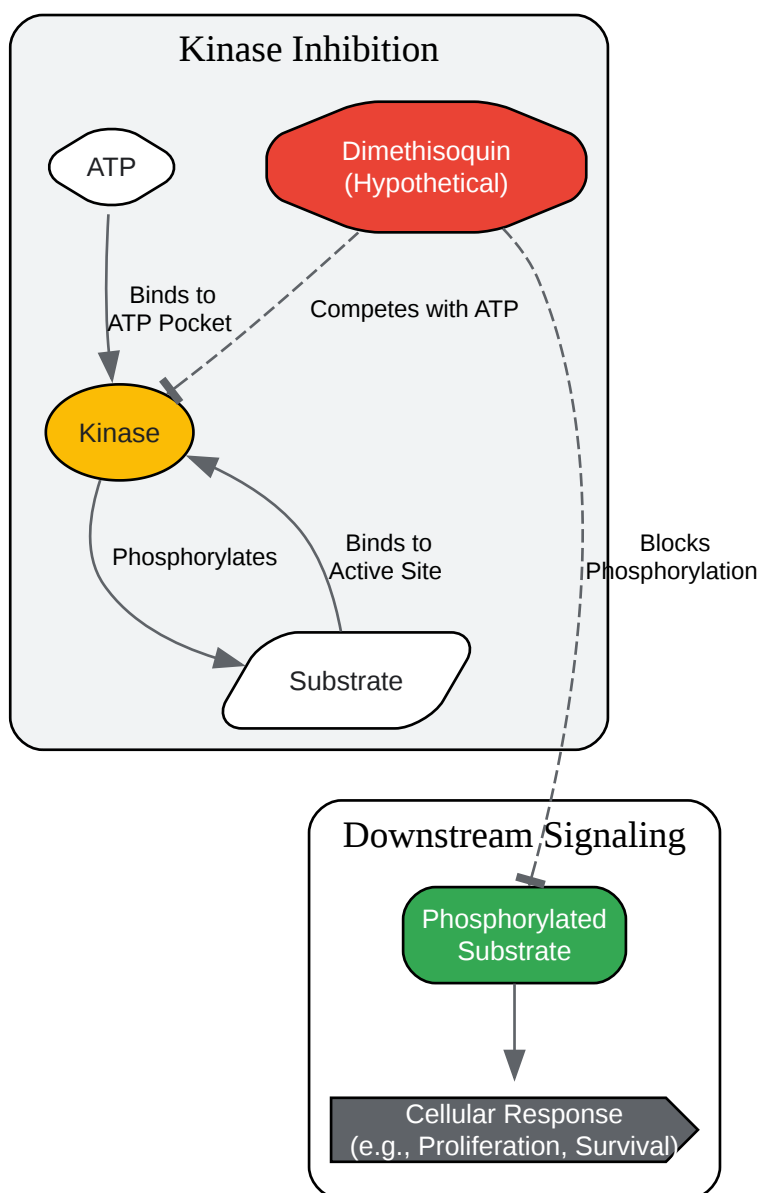 Kinase Inhibition
ATP
Dimethisoquin
(Hypothetical)
Binds to
ATP Pocket
Competes with ATP
Kinase
Phosphorylates
Binds to
Active Site
Blocks
Phosphorylation
Substrate
Downstream Signaling
Phosphorylated
Substrate
Cellular Response
(e.g., Proliferation, Survival)